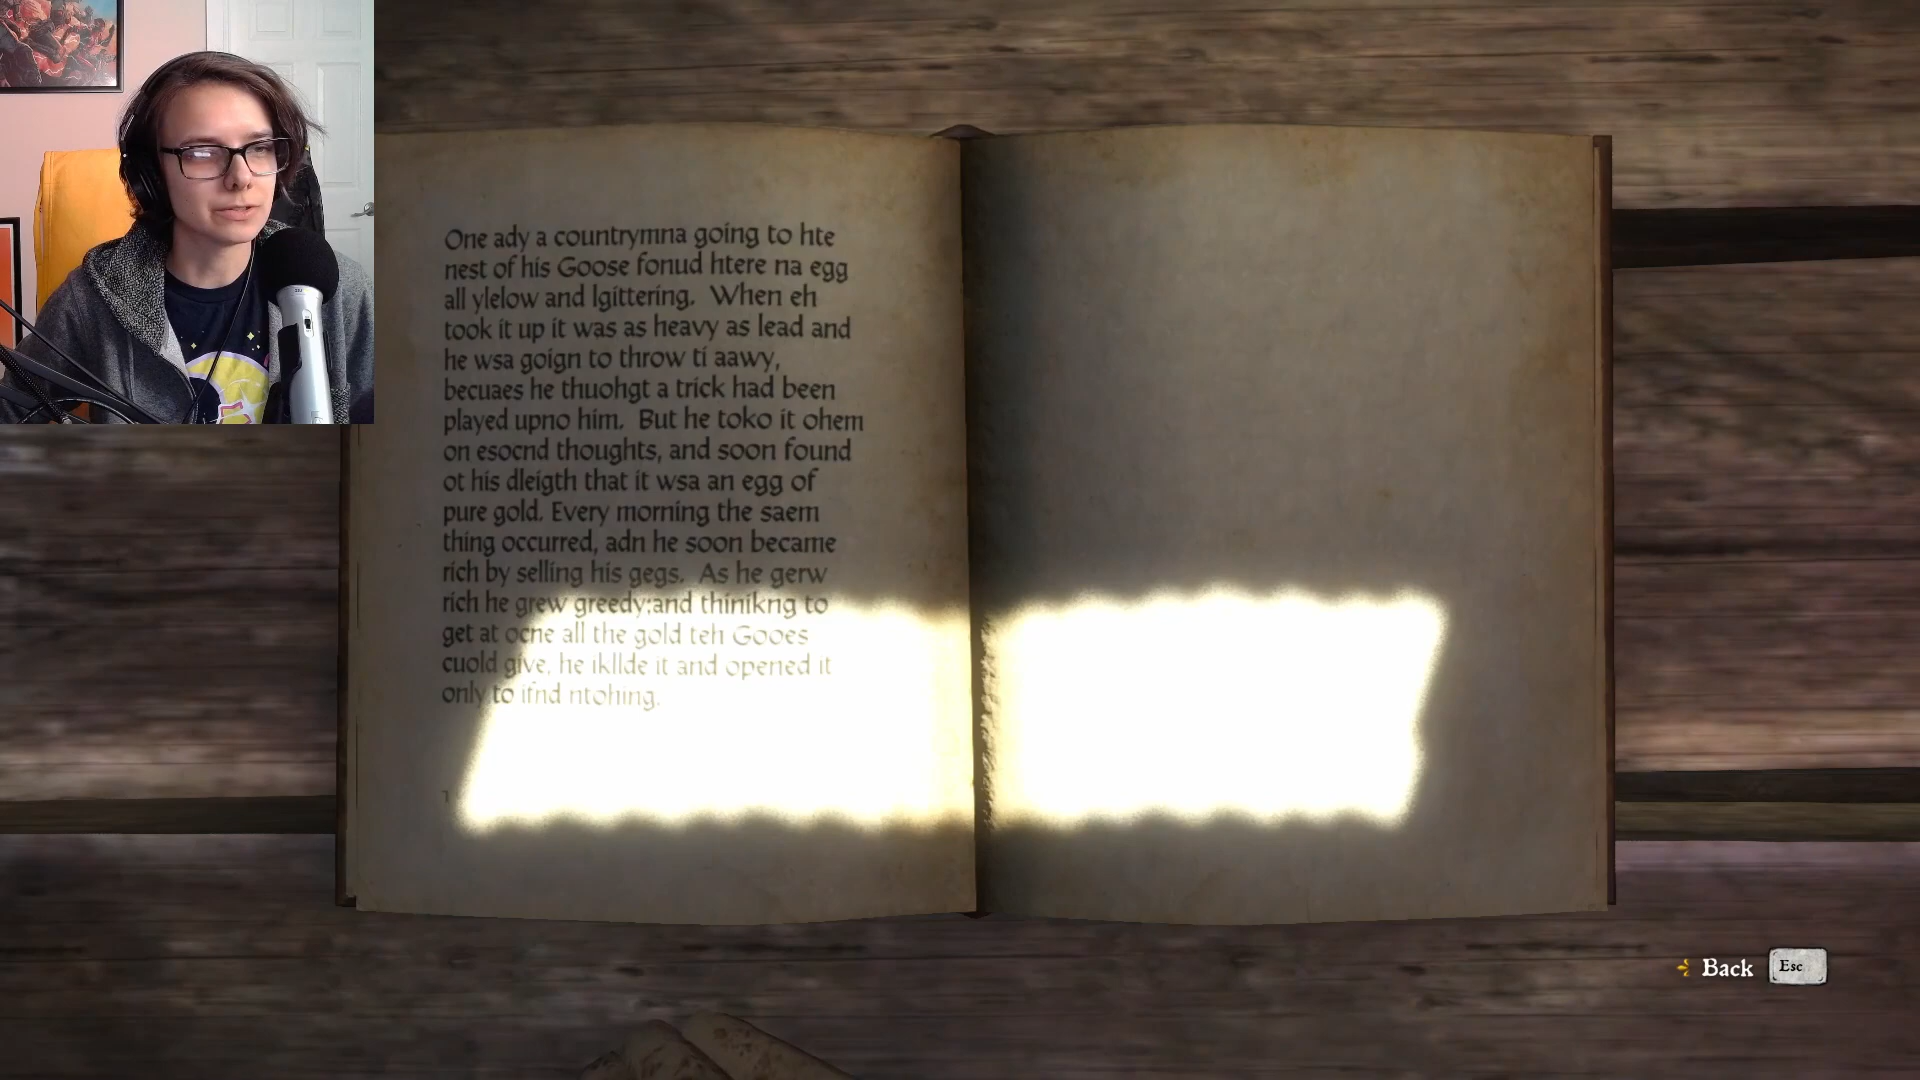 One ady a countrymna going to hte
nest of his Goose fonud htere na egg
all ylelow and lgittering. When eh
took it up it was as heavy as lead and
he wsa goign to throw ti aawy,
becuaes he thuohgt a trick had been
played upno him. But he toko it ohem
on esocnd thoughts, and soon found
ot his dleigth that it wsa an egg of
pure gold. Every morning the saem
thing occurred, adn he soon became
rich by selling his gegs. As he gerw
rich he grew greedy;and thinikng to
get at ocne all the gold teh Gooes
cuold give, he ikllde it and opened it
only to ifnd ntohing.
Back Esc